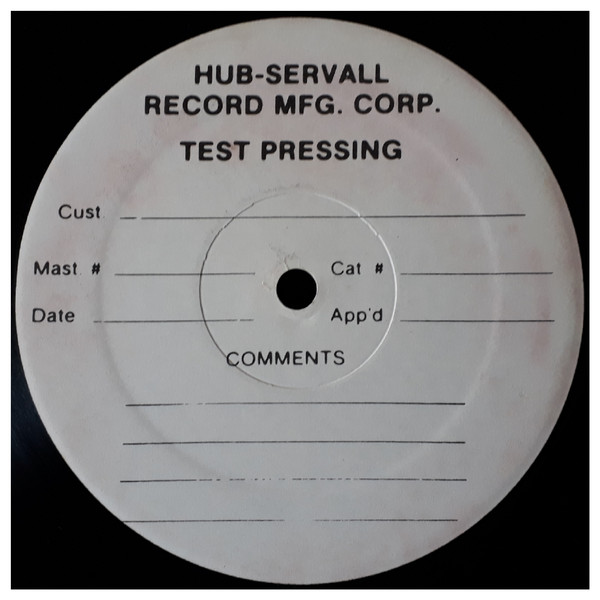 HUB-SERVALL
RECORD MFG. CORP.
TEST PRESSING
Cust
Mast. # Cat #
Date App'd
COMMENTS